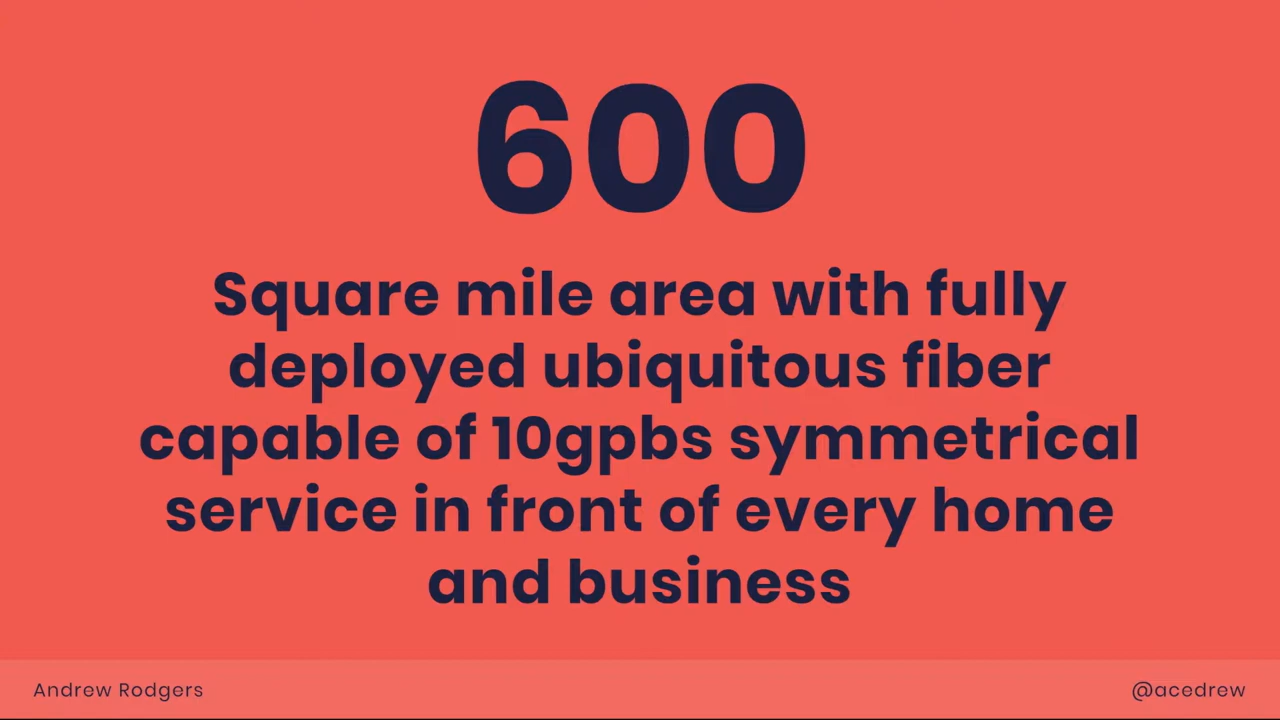 600
Square mile area with fully
deployed ubiquitous fiber
capable of 10gpbs symmetrical
service in front of every home
and business
Andrew Rodgers
@acedrew